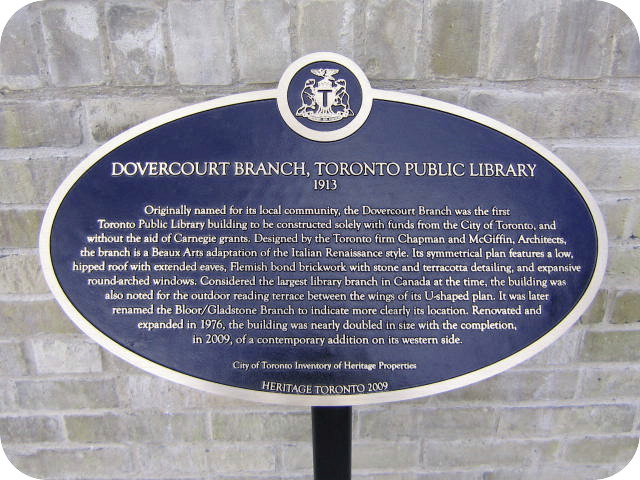 T
DOVERCOURT BRANCH, TORONTO PUBLIC LIBRARY
1913
Originally named for its local community, the Dovercourt Branch was the first
Toronto Public Library building to be constructed solely with funds from the City of Toronto, and
without the aid of Carnegie grants. Designed by the Toronto firm Chapman and McGiffin, Architects,
the branch is a Beaux Arts adaptation of the Italian Renaissance style. Its symmetrical plan features a low,
hipped roof with extended eaves, Flemish bond brickwork with stone and terracotta detailing, and expansive
round-arched windows. Considered the largest library branch in Canada at the time, the building was
also noted for the outdoor reading terrace between the wings of its U-shaped plan. It was later
renamed the Bloor/Gladstone Branch to indicate more clearly its location. Renovated and
expanded in 1976, the building was nearly doubled in size with the completion,
in 2009, of a contemporary addition on its western side.
City of Toronto Inventory of Heritage Properties
HERITAGE TORONTO 2009